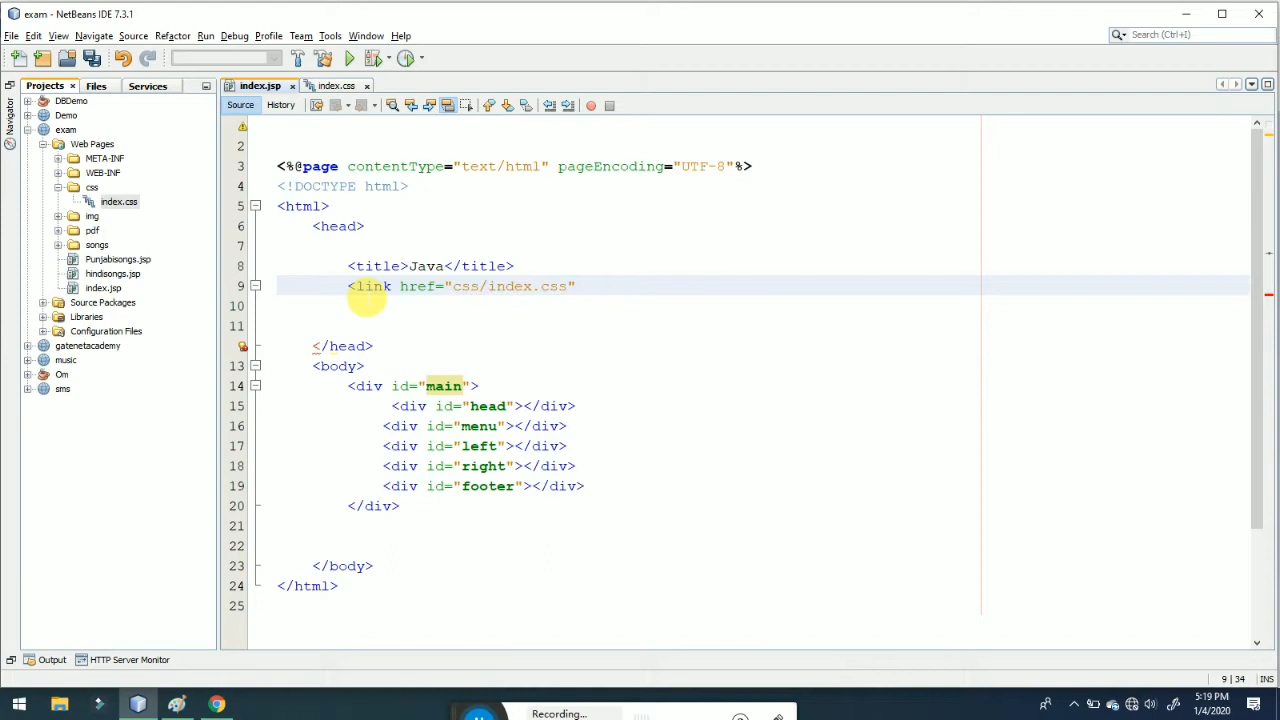 exam - NetBeans IDE 7.3.1
File Edit View Navigate Source Refactor Run Debug Profile Team Tools Window Help
Search (Ctrl+I)
Projects Files Services
index.jsp index.css
Navigator
Source History
DBDemo
Demo
exam
Web Pages
META-INF
WEB-INF
css
index.css
img
pdf
songs
Punjabisongs.jsp
hindisongs.jsp
index.jsp
Source Packages
Libraries
Configuration Files
gatenetacademy
music
Om
sms
2
3 <%@page contentType="text/html" pageEncoding="UTF-8"%>
4 <!DOCTYPE html>
5 <html>
6 <head>
7
8 <title>Java</title>
9 <link href="css/index.css"
10
11
</head>
13 <body>
14 <div id="main">
15 <div id="head"></div>
16 <div id="menu"></div>
17 <div id="left"></div>
18 <div id="right"></div>
19 <div id="footer"></div>
20 </div>
21
22
23 </body>
24 </html>
25
Output HTTP Server Monitor
9 | 34 INS
Recording...
5:19 PM
1/4/2020